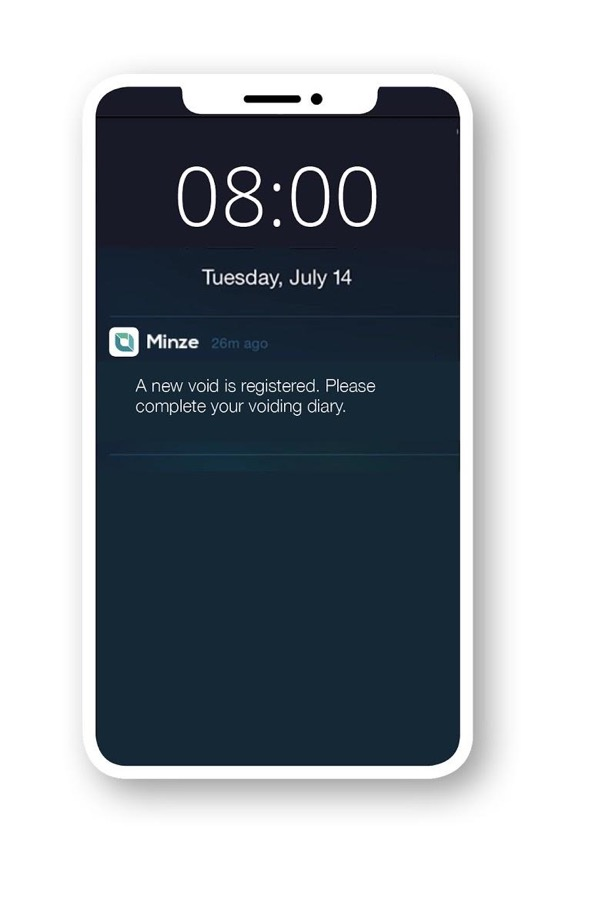 08:00
Tuesday, July 14
Minze 26m ago
A new void is registered. Please
complete your voiding diary.